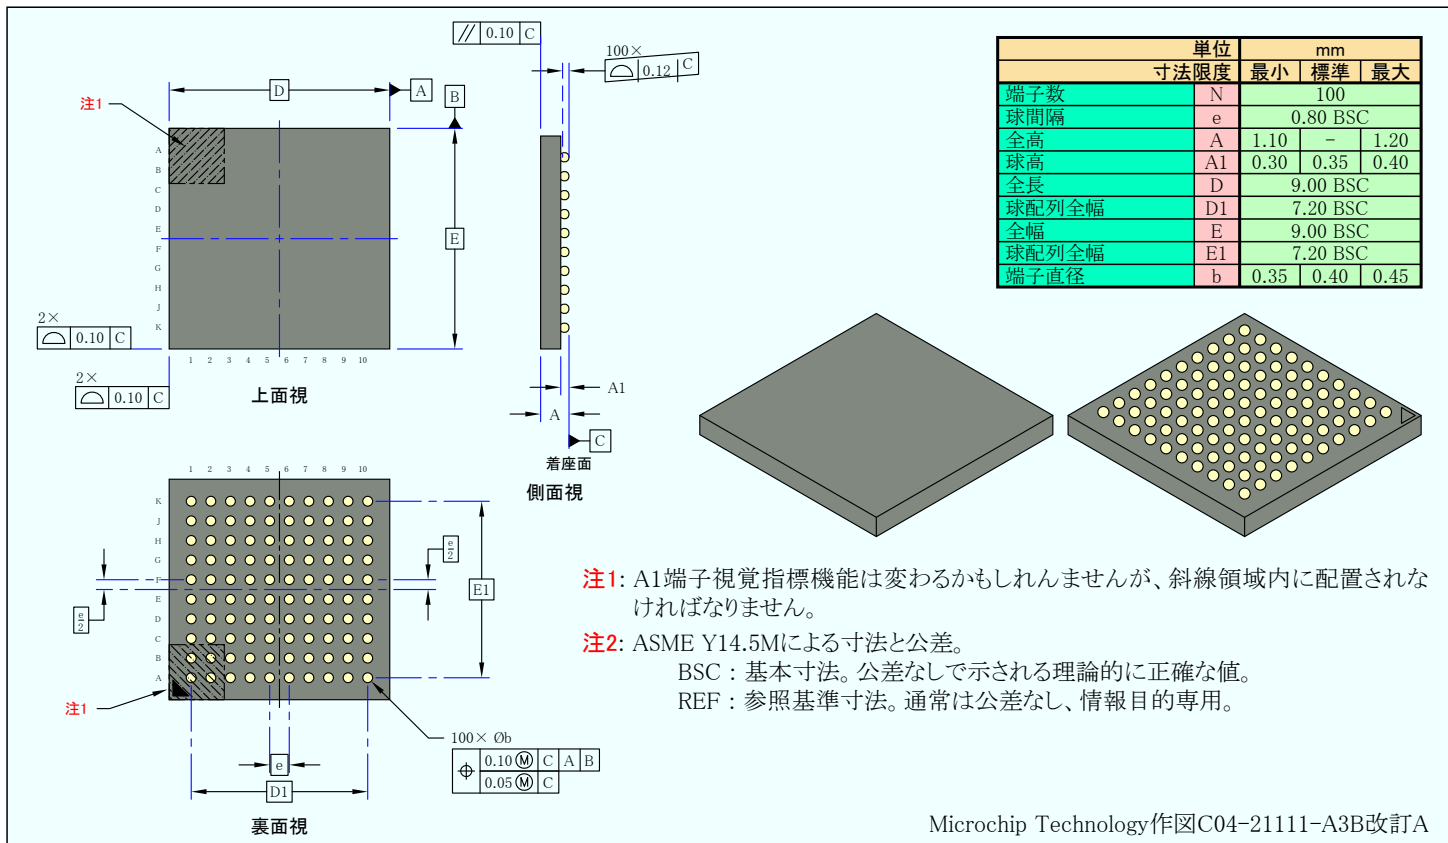 // 0.10 C
100×
⌓ 0.12 C
D A
B
注1
A
B
C
D
E
F
G
H
J
K
E
2×
⌓ 0.10 C
1 2 3 4 5 6 7 8 9 10
2×
⌓ 0.10 C
上面視
A1
A
C
着座面
側面視
単位 mm
寸法限度 最小 標準 最大
端子数 N 100
球間隔 e 0.80 BSC
全高 A 1.10 - 1.20
球高 A1 0.30 0.35 0.40
全長 D 9.00 BSC
球配列全幅 D1 7.20 BSC
全幅 E 9.00 BSC
球配列全幅 E1 7.20 BSC
端子直径 b 0.35 0.40 0.45
1 2 3 4 5 6 7 8 9 10
K
J
H
G
F
E
D
C
B
A
e/2
e/2
E1
注1
e
D1
100× Øb
⌖ 0.10 Ⓜ C A B
0.05 Ⓜ C
裏面視
注1: A1端子視覚指標機能は変わるかもしれんませんが、斜線領域内に配置されな
ければなりません。
注2: ASME Y14.5Mによる寸法と公差。
BSC : 基本寸法。公差なしで示される理論的に正確な値。
REF : 参照基準寸法。通常は公差なし、情報目的専用。
Microchip Technology作図C04-21111-A3B改訂A